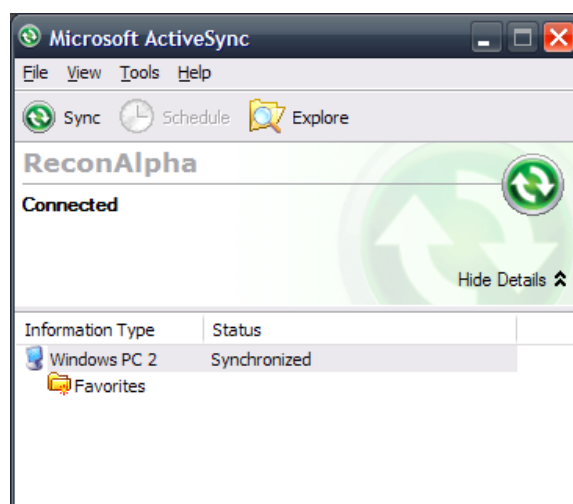 Microsoft ActiveSync
File View Tools Help
Sync Schedule Explore
ReconAlpha
Connected
Hide Details
Information Type Status
Windows PC 2 Synchronized
Favorites